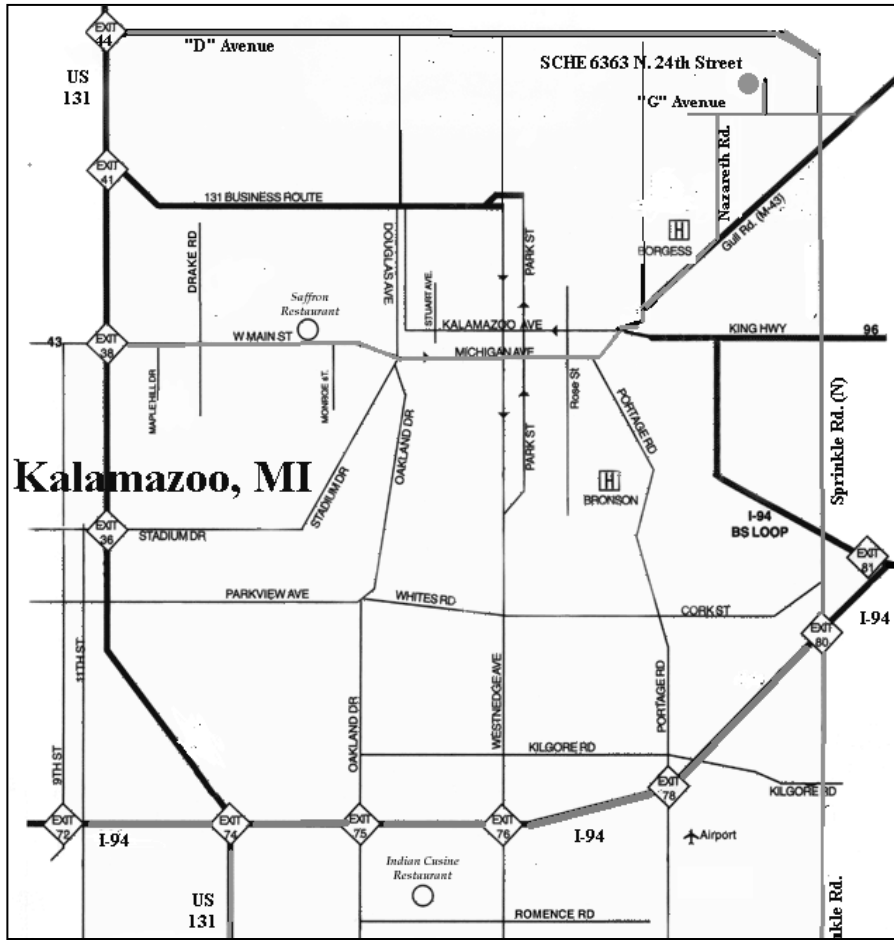 EXIT
44
"D" Avenue
US
131
SCHE 6363 N. 24th Street
"G" Avenue
Nazareth Rd.
EXIT
41
131 BUSINESS ROUTE
Gull Rd. (M-43)
H
BORGESS
DRAKE RD
DOUGLAS AVE
STUART AVE.
PARK ST
Saffron
Restaurant
KALAMAZOO AVE
KING HWY
96
43
EXIT
38
W MAIN ST
MICHIGAN AVE
MAPLE HILL DR
MONROE ST.
Rose St
PORTAGE RD
OAKLAND DR
PARK ST
Sprinkle Rd. (N)
Kalamazoo, MI
STADIUM DR
H
BRONSON
EXIT
36
STADIUM DR
I-94
BS LOOP
EXIT
81
PARKVIEW AVE
WHITES RD
CORK ST
I-94
EXIT
80
11TH ST.
9TH ST
OAKLAND DR
WESTNEDGE AVE
PORTAGE RD
KILGORE RD
KILGORE RD
EXIT
78
EXIT
72
I-94
EXIT
74
EXIT
75
EXIT
76
I-94
Airport
Indian Cusine
Restaurant
US
131
ROMENCE RD
nkle Rd.